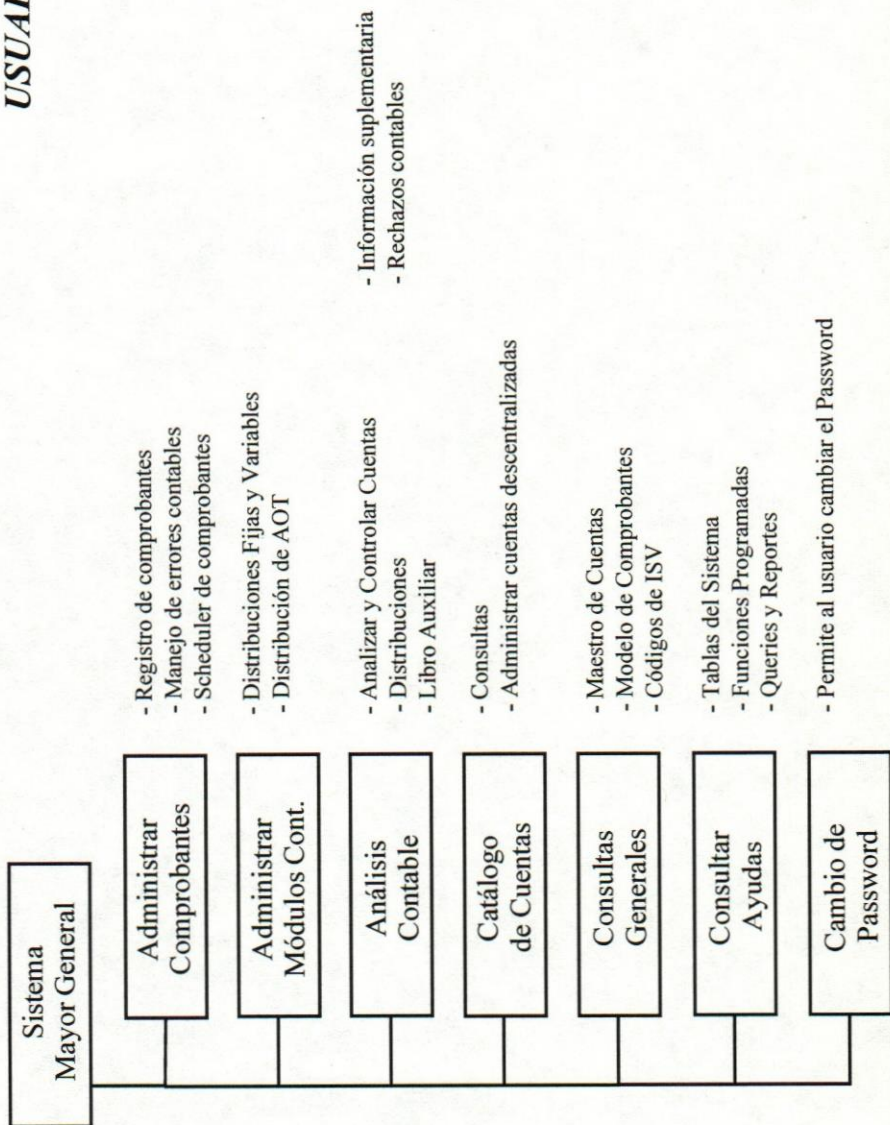 Sistema
Mayor General
Administrar
Comprobantes
- Registro de comprobantes
- Manejo de errores contables
- Scheduler de comprobantes
Administrar
Módulos Cont.
- Distribuciones Fijas y Variables
- Distribución de AOT
Análisis
Contable
- Analizar y Controlar Cuentas
- Distribuciones
- Libro Auxiliar
- Información suplementaria
- Rechazos contables
Catálogo
de Cuentas
- Consultas
- Administrar cuentas descentralizadas
Consultas
Generales
- Maestro de Cuentas
- Modelo de Comprobantes
- Códigos de ISV
Consultar
Ayudas
- Tablas del Sistema
- Funciones Programadas
- Queries y Reportes
Cambio de
Password
- Permite al usuario cambiar el Password